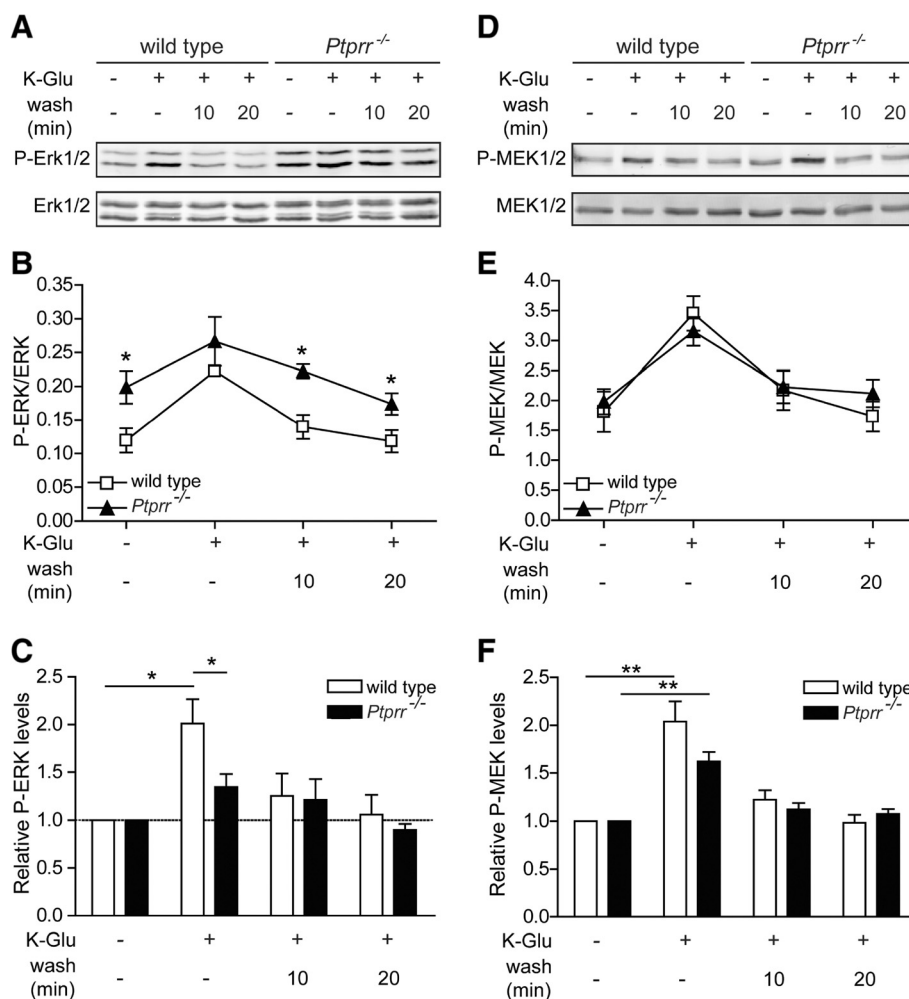 A
wild type Ptprr-/-
K-Glu - + + + - + + +
wash (min) - - 10 20 - - 10 20
P-Erk1/2
Erk1/2
B
P-ERK/ERK
0.35
0.30
0.25
0.20
0.15
0.10
0.05
0.00
* * *
wild type
Ptprr -/-
K-Glu - + + +
wash (min) - - 10 20
C
Relative P-ERK levels
2.5
2.0
1.5
1.0
0.5
0.0
* *
wild type
Ptprr-/-
K-Glu - + + +
wash (min) - - 10 20
D
wild type Ptprr-/-
K-Glu - + + + - + + +
wash (min) - - 10 20 - - 10 20
P-MEK1/2
MEK1/2
E
P-MEK/MEK
4.0
3.5
3.0
2.5
2.0
1.5
1.0
0.5
0.0
wild type
Ptprr -/-
K-Glu - + + +
wash (min) - - 10 20
F
Relative P-MEK levels
2.5
2.0
1.5
1.0
0.5
0.0
** **
wild type
Ptprr-/-
K-Glu - + + +
wash (min) - - 10 20